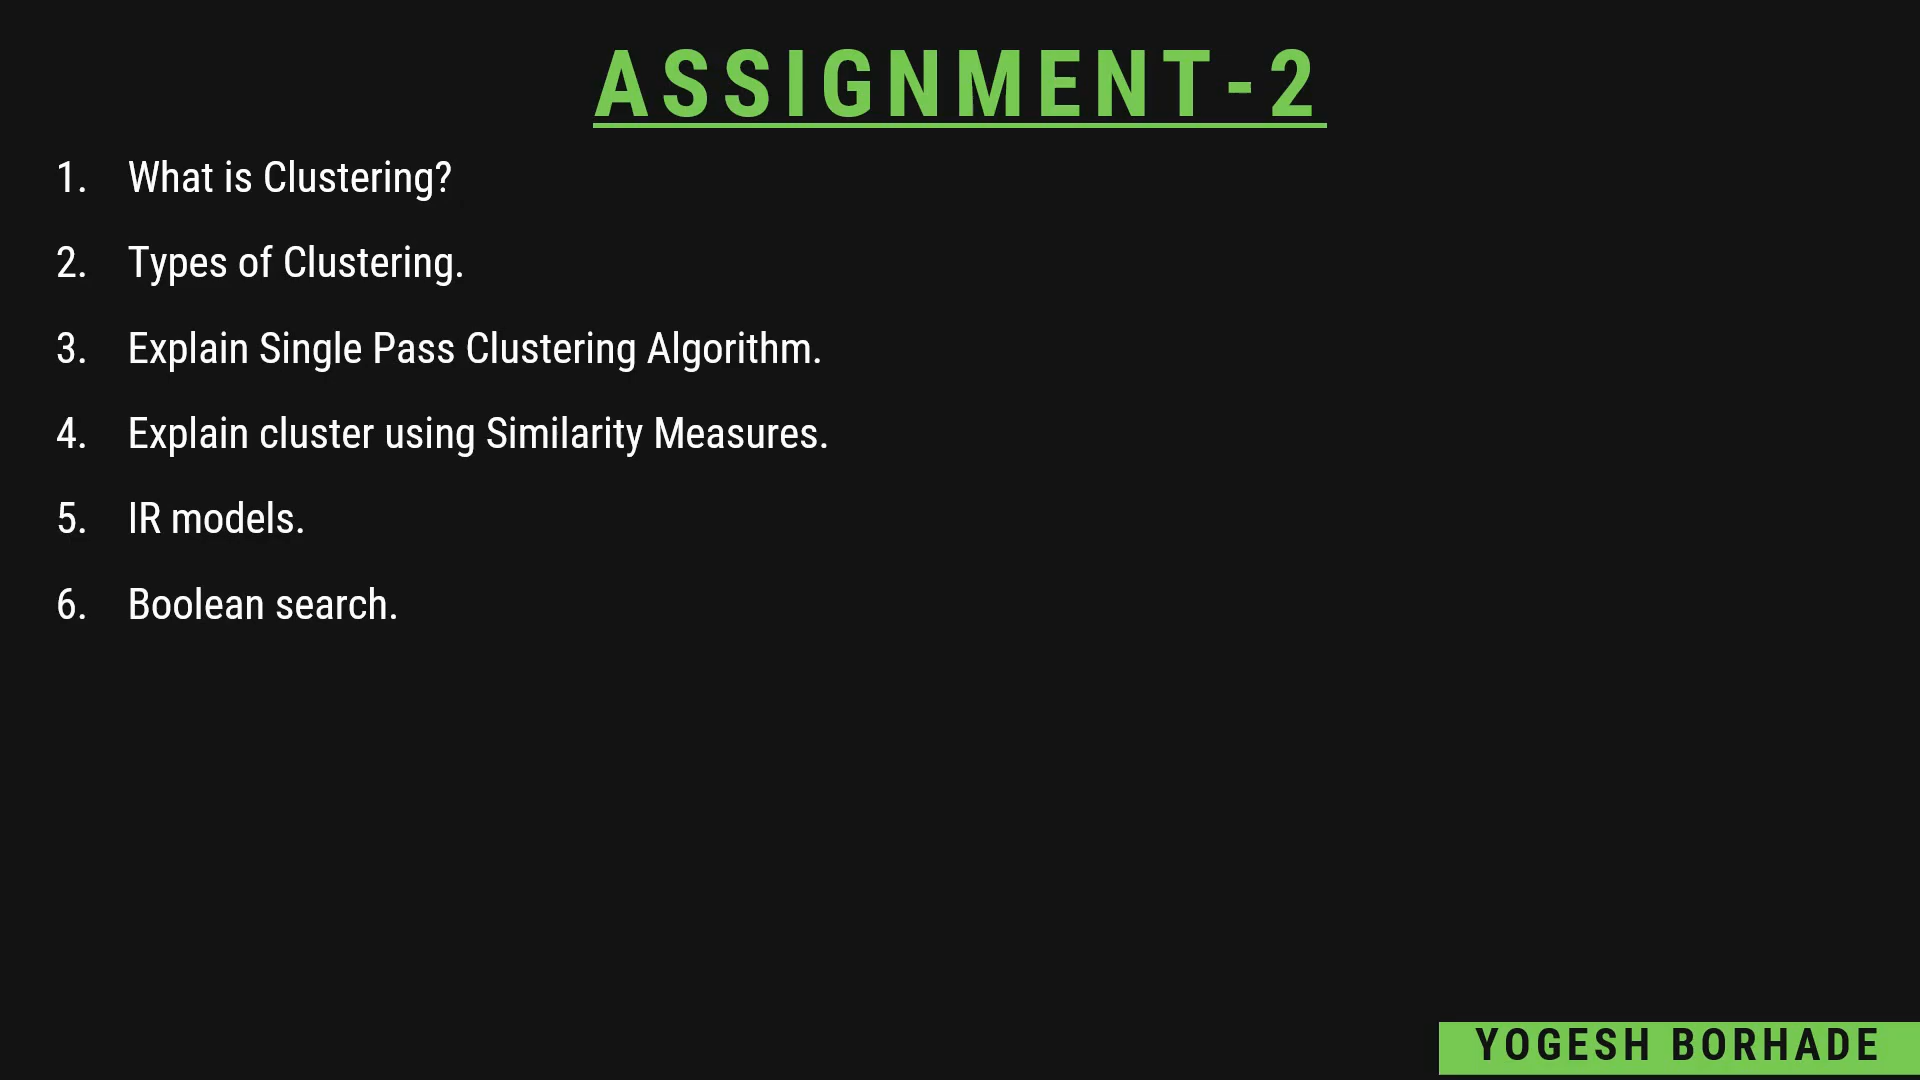 ASSIGNMENT-2
1. What is Clustering?
2. Types of Clustering.
3. Explain Single Pass Clustering Algorithm.
4. Explain cluster using Similarity Measures.
5. IR models.
6. Boolean search.
YOGESH BORHADE